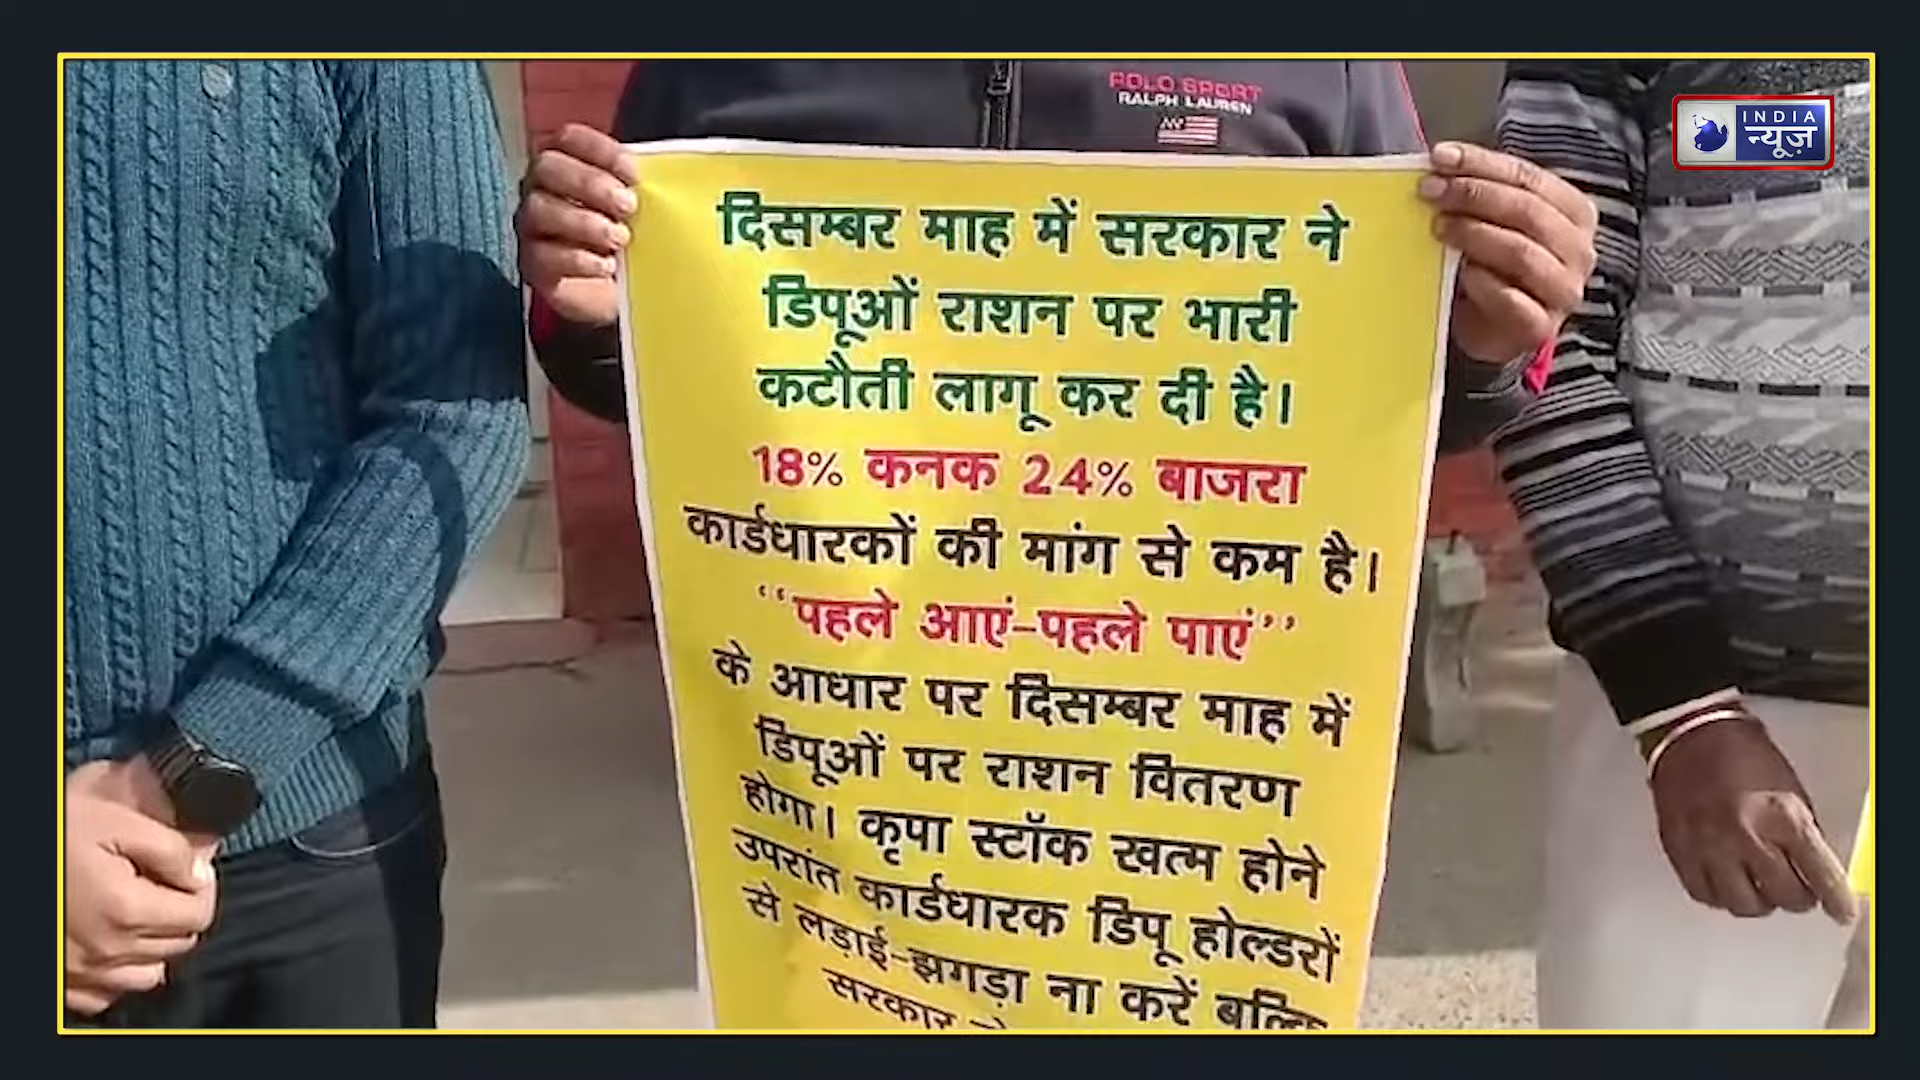 POLO SPORT
RALPH LAUREN
INDIA
न्यूज़
दिसम्बर माह में सरकार ने
डिपूओं राशन पर भारी
कटौती लागू कर दी है।
18% कनक 24% बाजरा
कार्डधारकों की मांग से कम है।
‘‘पहले आएं-पहले पाएं’’
के आधार पर दिसम्बर माह में
डिपूओं पर राशन वितरण
होगा। कृपा स्टॉक खत्म होने
उपरांत कार्डधारक डिपू होल्डरों
से लड़ाई-झगड़ा ना करें
सरकार